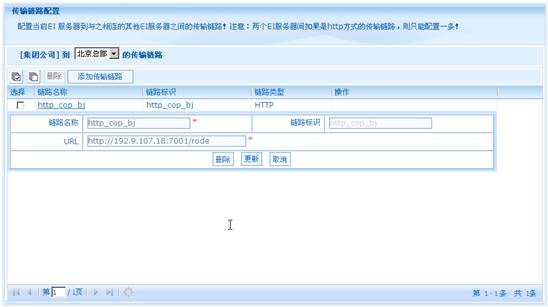 传输链路配置
配置当前EI 服务器到与之相连的其他EI服务器之间的传输链路！注意：两个EI服务器间如果是http方式的传输链路，则只能配置一条！
[集团公司] 到 北京总部 的传输链路
删除 添加传输链路
选择 链路名称 链路标识 链路类型 操作
http_cop_bj http_cop_bj HTTP
链路名称 http_cop_bj * 链路标识 http_cop_bj
URL http://192.9.107.18:7001/rode *
删除 更新 取消
第 1 /1页 第 1-1条 共 1条